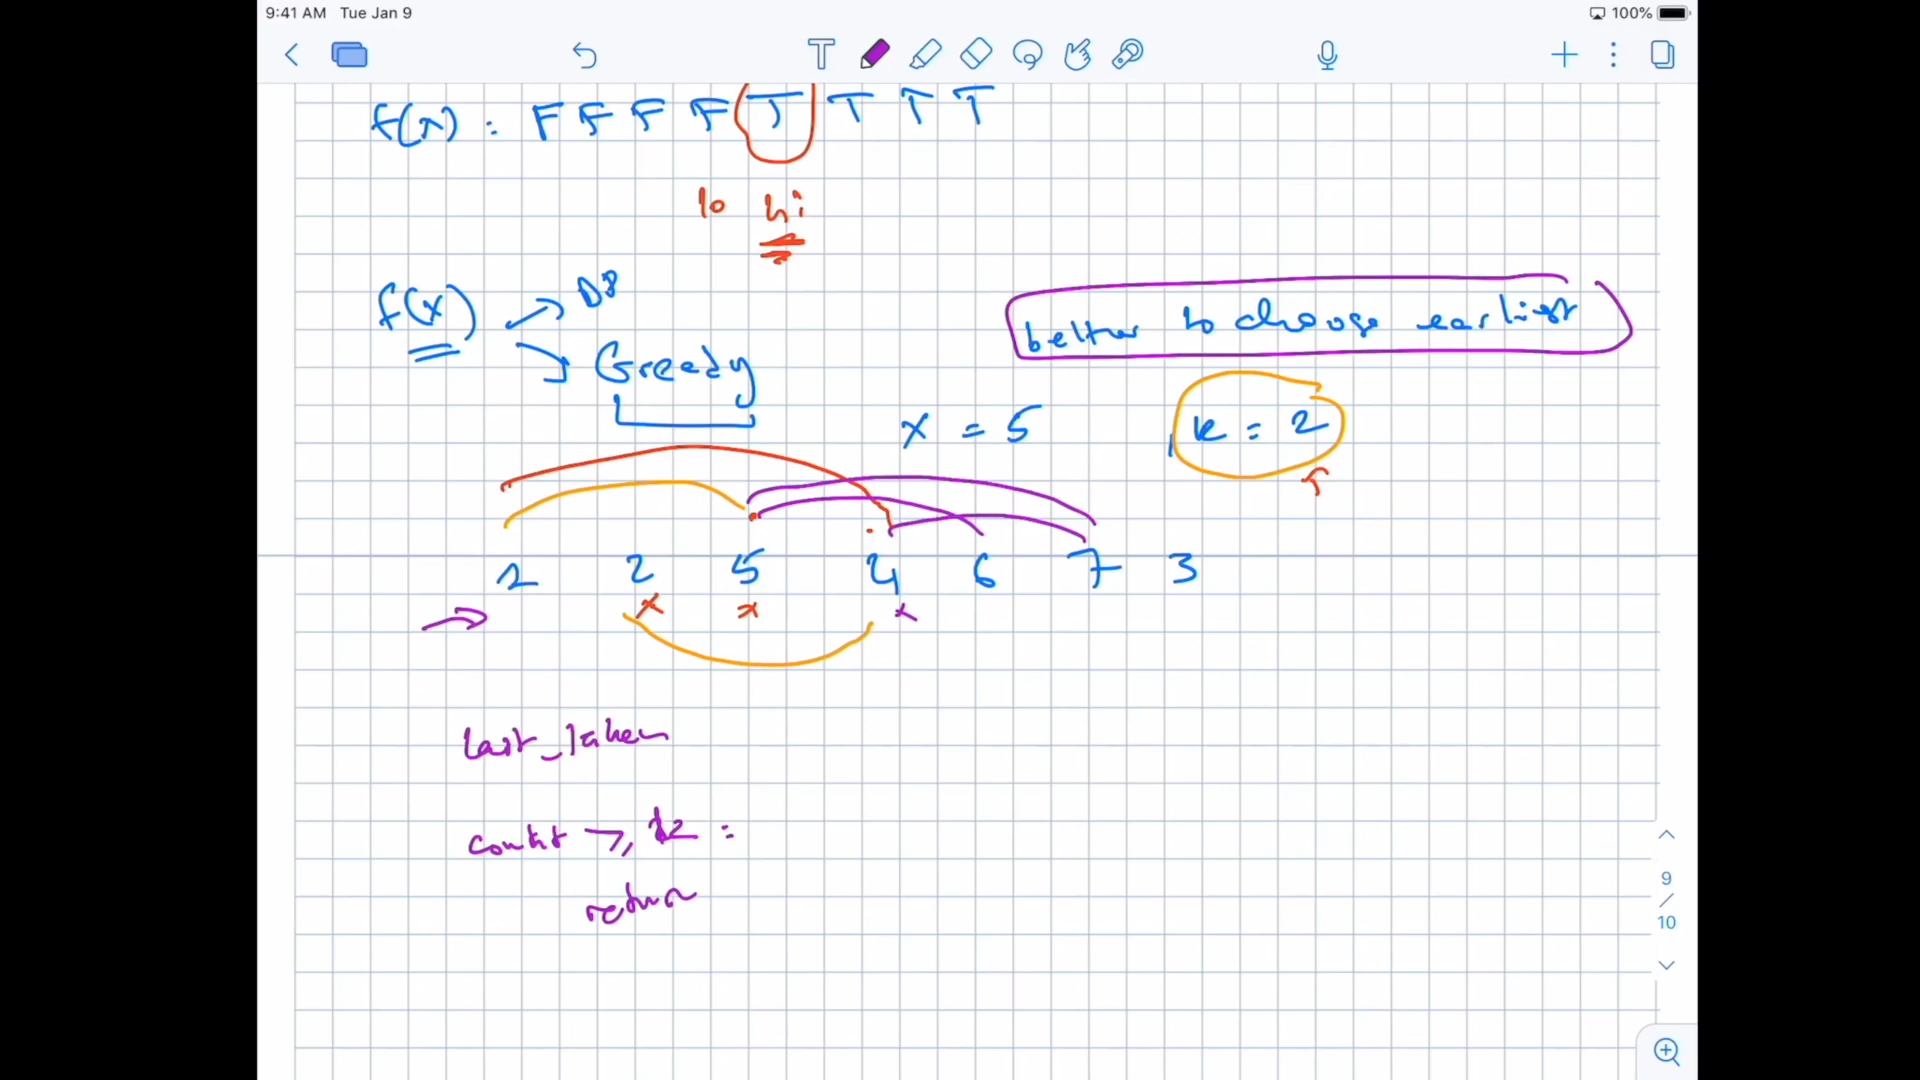 9:41 AM Tue Jan 9
100%
f(x) : F F F F T T T T
lo hi
f(x) DP
Greedy
better to choose earliest
x = 5 , k = 2
2 2 5 4 6 7 3
x x x
last_taken
count >, k :
return
9
/
10